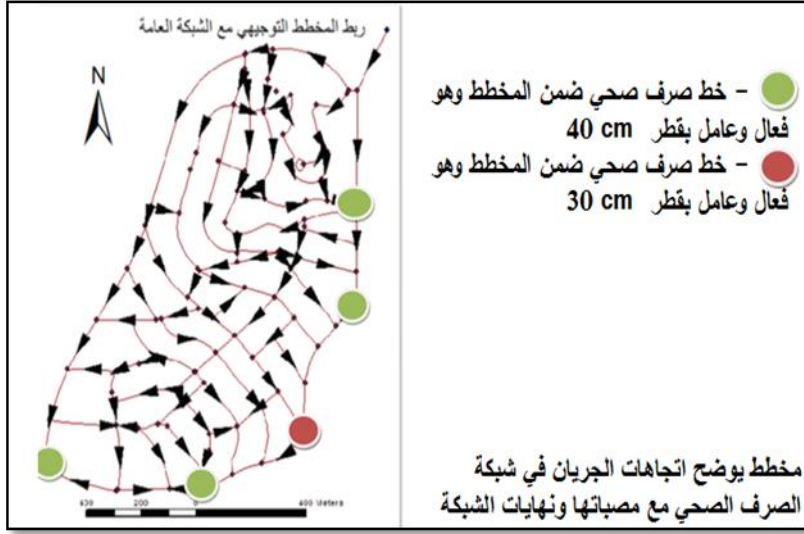 ربط المخطط التوجيهي مع الشبكة العامة
N
- خط صرف صحي ضمن المخطط وهو
فعال وعامل بقطر 40 cm
- خط صرف صحي ضمن المخطط وهو
فعال وعامل بقطر 30 cm
مخطط يوضح اتجاهات الجريان في شبكة
الصرف الصحي مع مصباتها ونهايات الشبكة
400 200 0 400 Meters